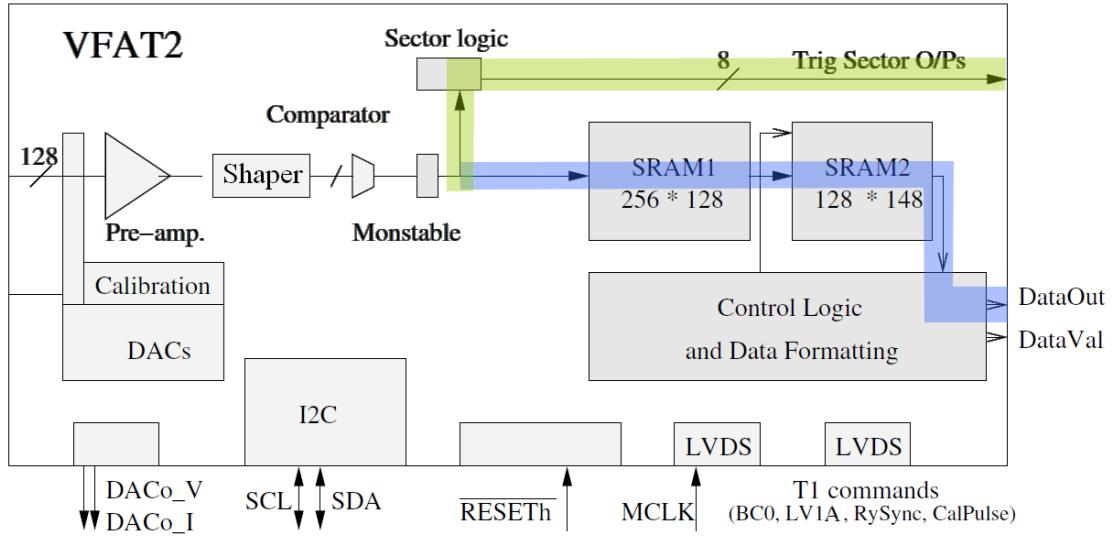 VFAT2
Sector logic
8
Trig Sector O/Ps
Comparator
128
Shaper
SRAM1
256 * 128
SRAM2
128 * 148
Pre-amp.
Monstable
Calibration
DACs
Control Logic
and Data Formatting
DataOut
DataVal
I2C
LVDS
LVDS
DACo_V
DACo_I
SCL
SDA
RESETh
MCLK
T1 commands
(BC0, LV1A, RySync, CalPulse)